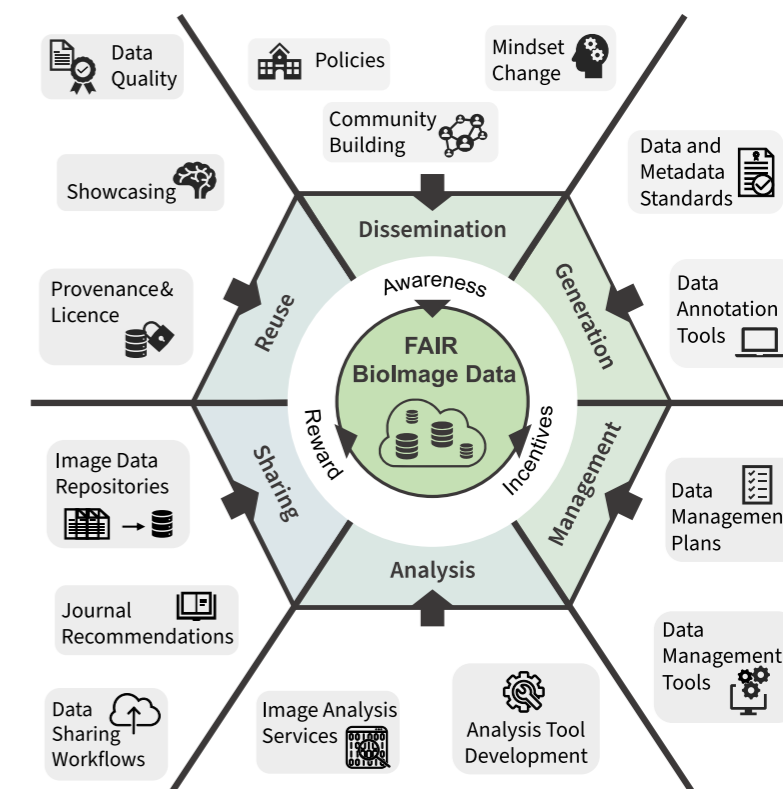 Data
Quality
Policies
Mindset
Change
Community
Building
Data and
Metadata
Standards
Showcasing
Dissemination
Provenance&
Licence
Reuse
Awareness
Generation
Data
Annotation
Tools
FAIR
BioImage Data
Reward
Incentives
Image Data
Repositories
Sharing
Management
Data
Managemen
Plans
Analysis
Journal
Recommendations
Data
Management
Tools
Data
Sharing
Workflows
Image Analysis
Services
Analysis Tool
Development